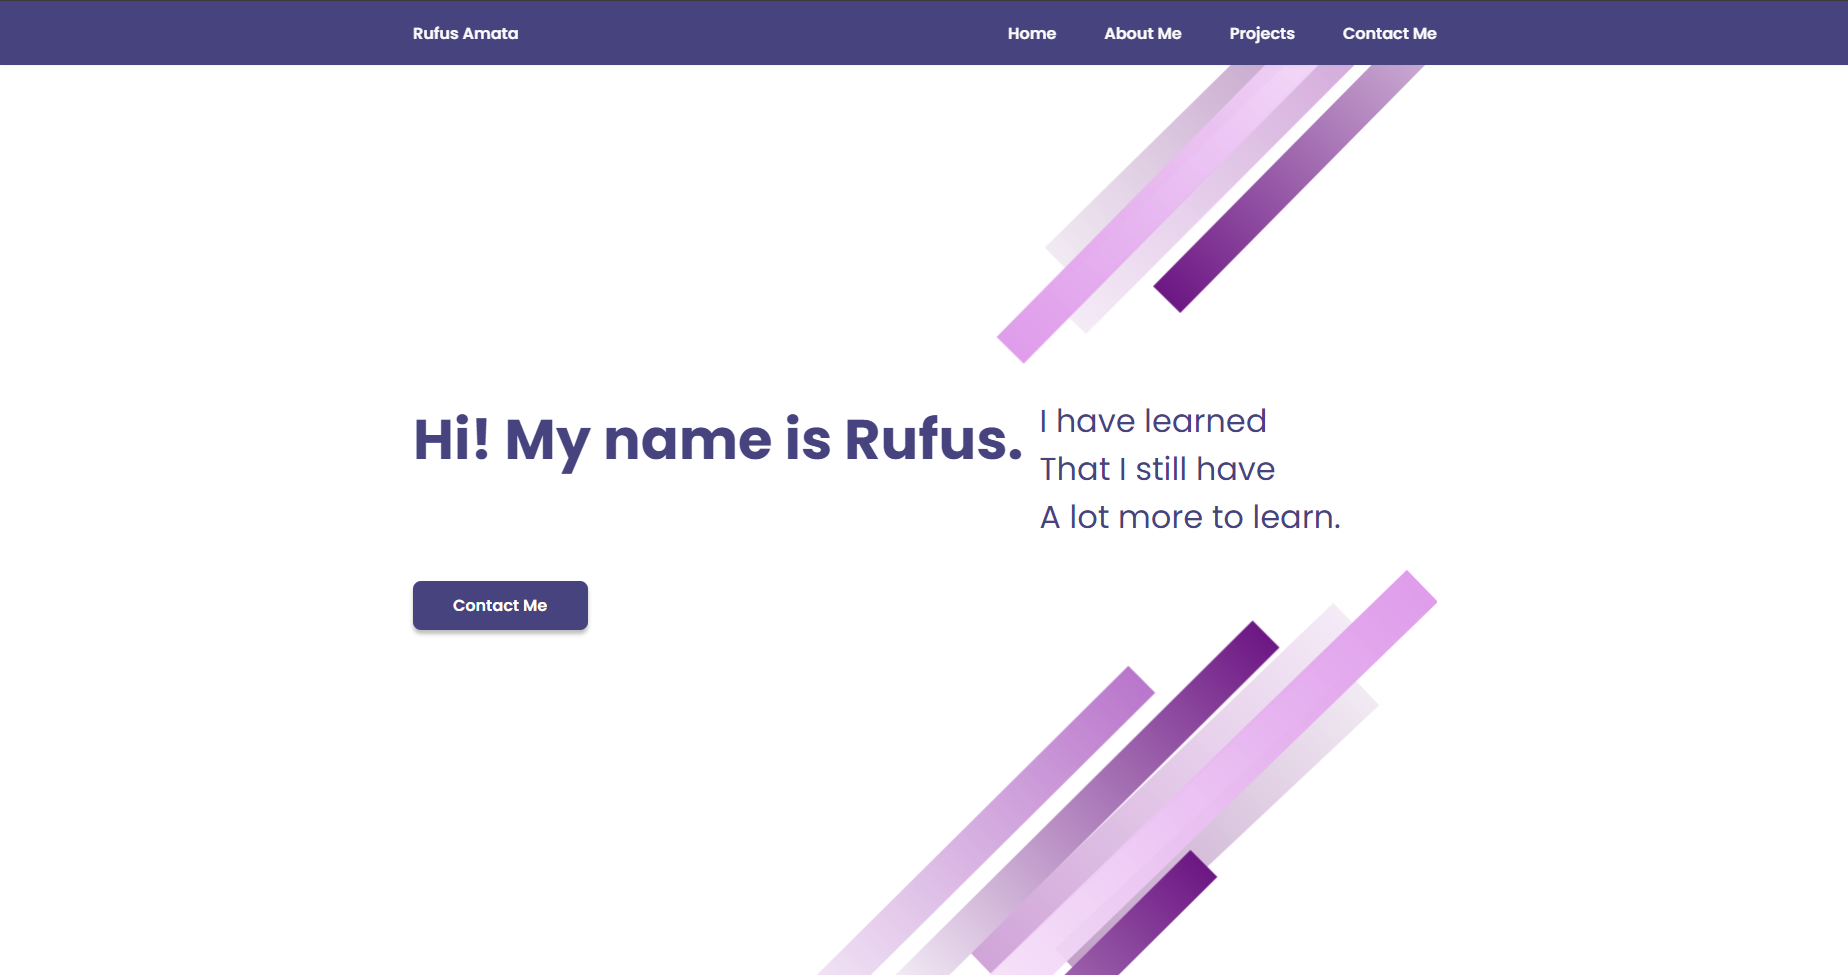 Rufus Amata
Home
About Me
Projects
Contact Me
Hi! My name is Rufus.
I have learned
That I still have
A lot more to learn.
Contact Me